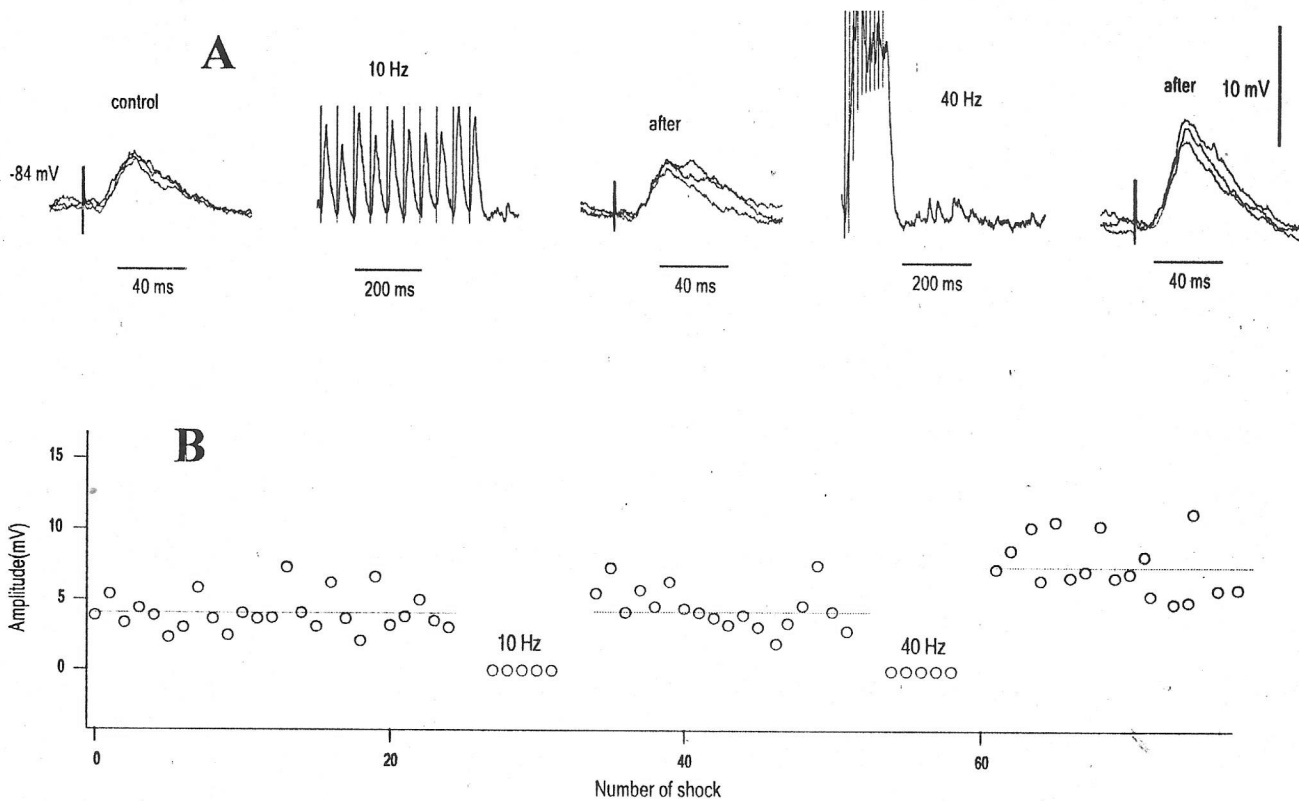 A
control
-84 mV
40 ms
10 Hz
200 ms
after
40 ms
40 Hz
200 ms
after
10 mV
40 ms
B
Amplitude(mV)
15
10
5
0
10 Hz
40 Hz
0
20
40
60
Number of shock